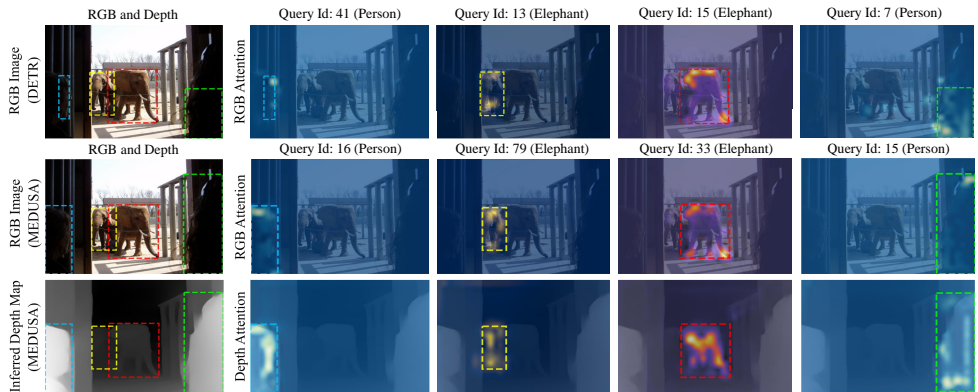 RGB and Depth
Query Id: 41 (Person)
Query Id: 13 (Elephant)
Query Id: 15 (Elephant)
Query Id: 7 (Person)
RGB Image
(DETR)
RGB Attention
RGB and Depth
Query Id: 16 (Person)
Query Id: 79 (Elephant)
Query Id: 33 (Elephant)
Query Id: 15 (Person)
RGB Image
(MEDUSA)
RGB Attention
Inferred Depth Map
(MEDUSA)
Depth Attention